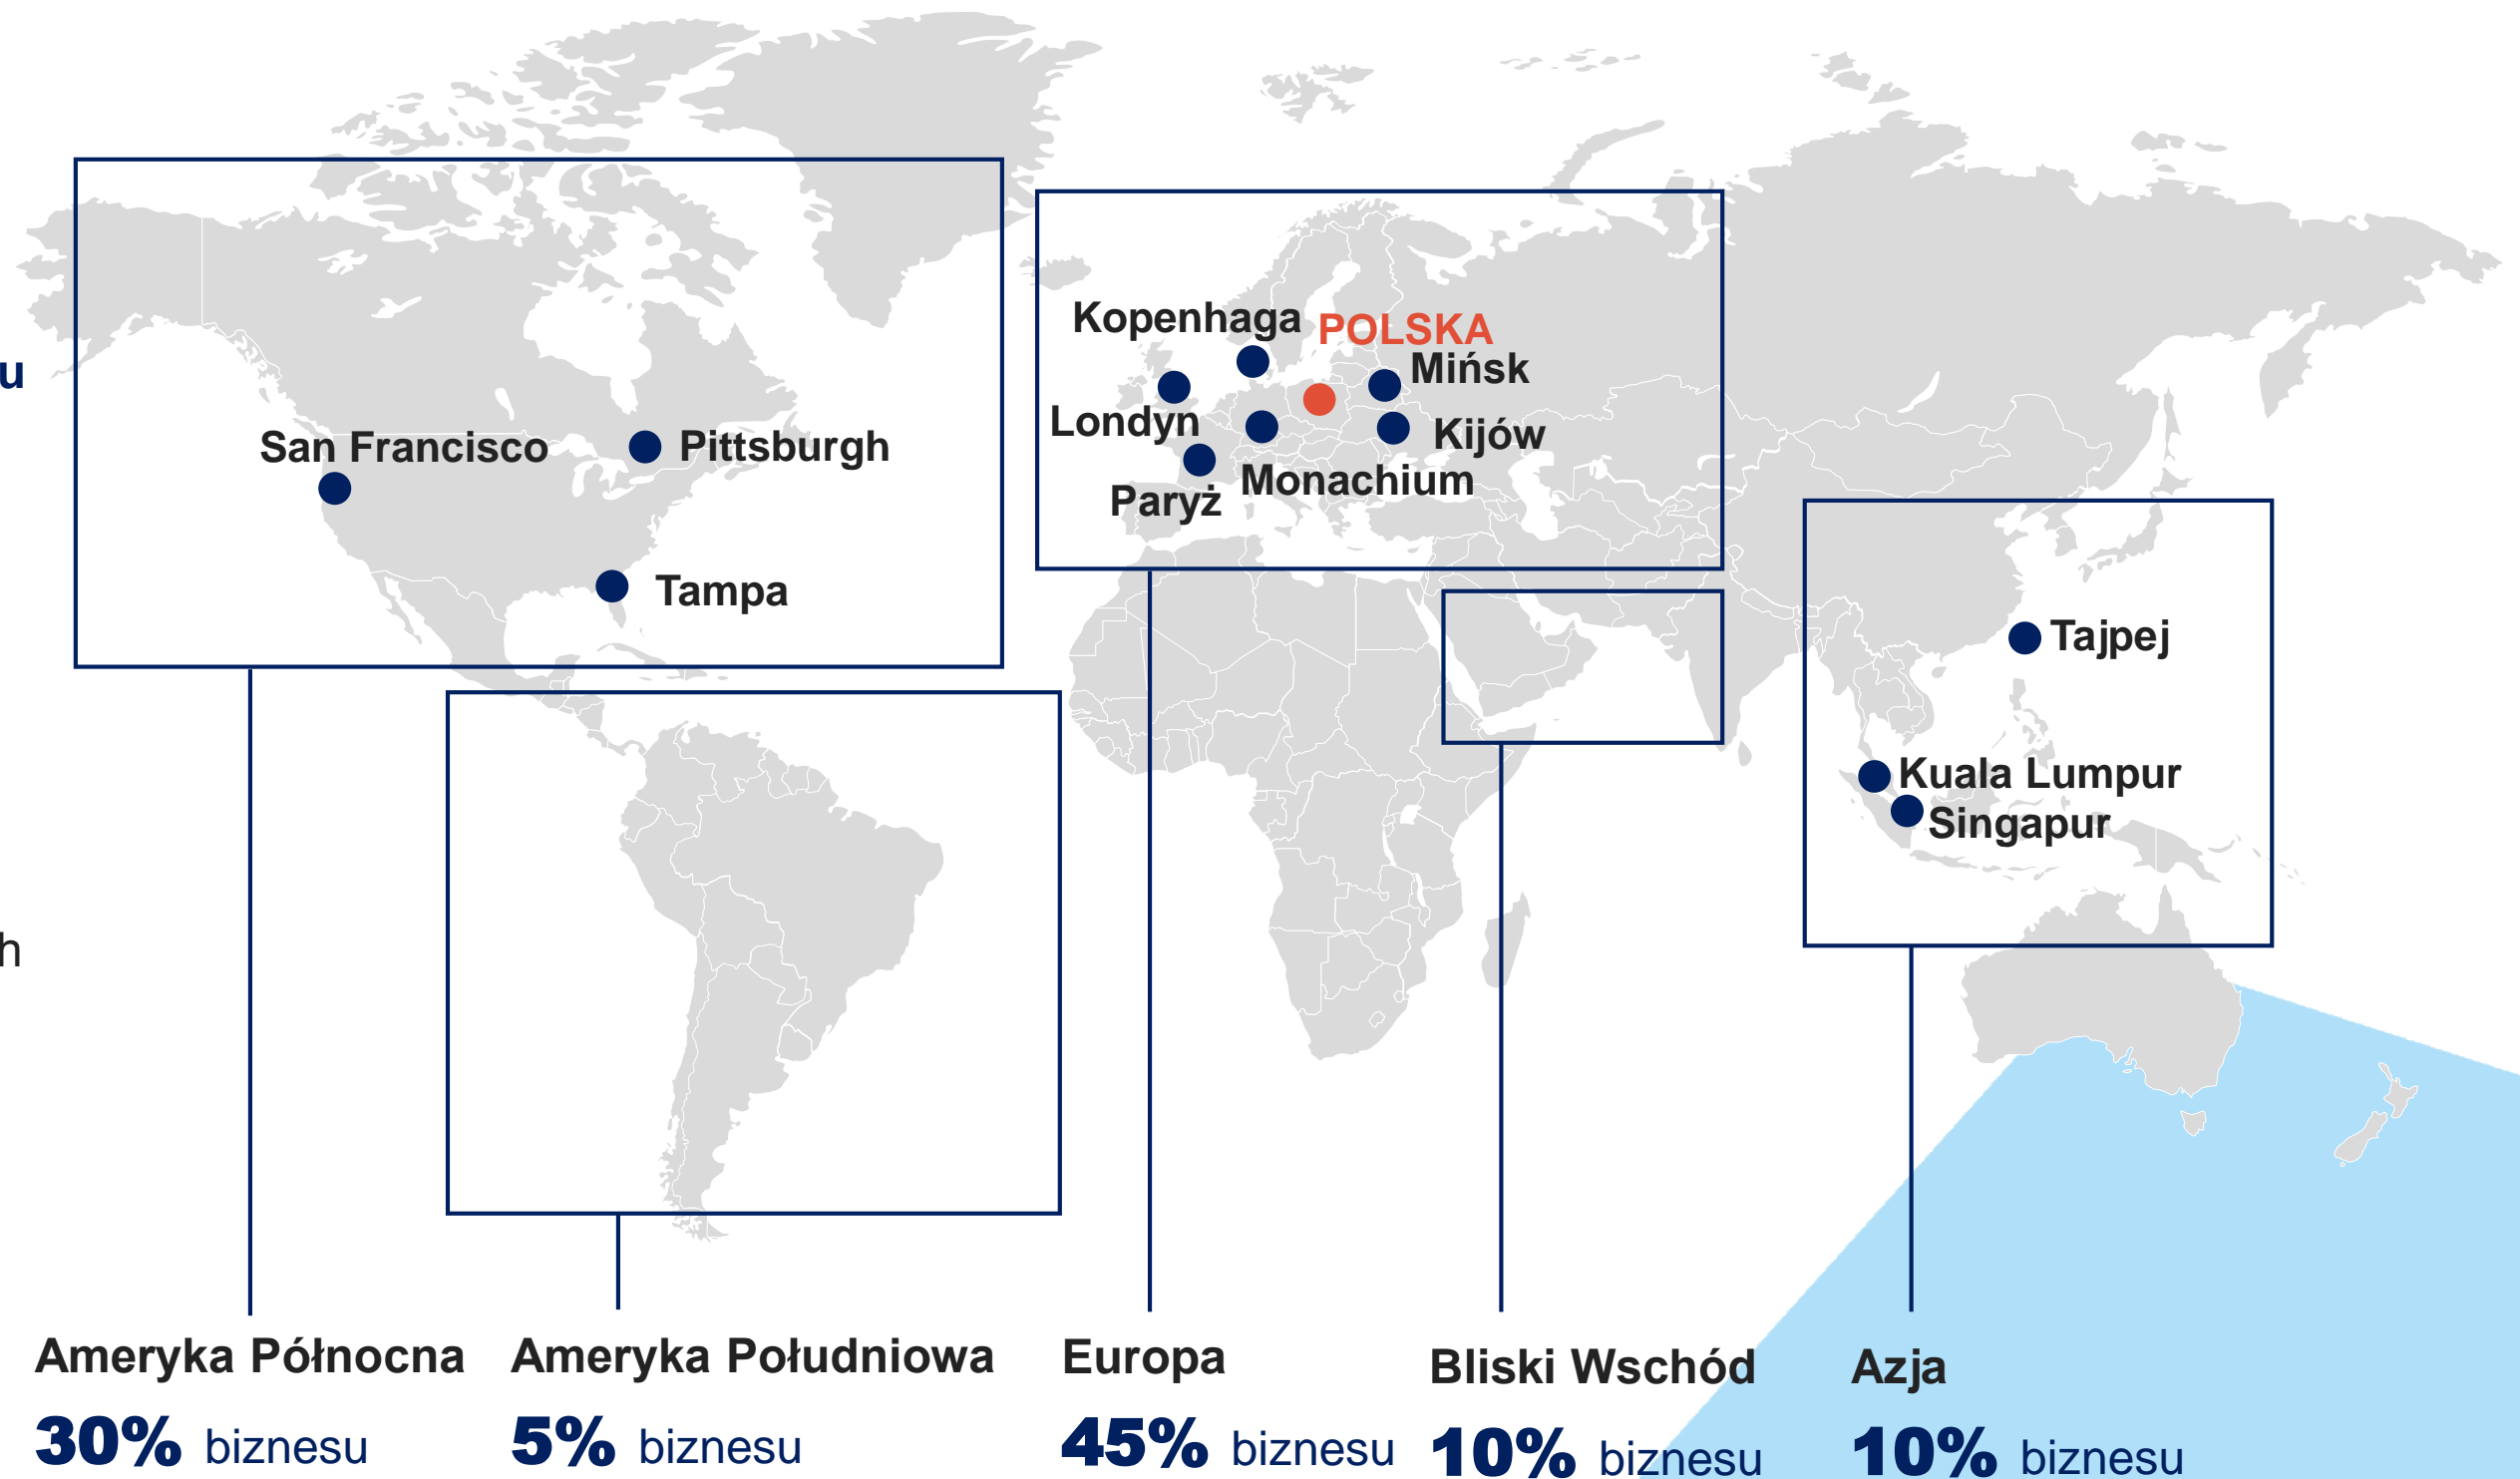 Kopenhaga
POLSKA
Mińsk
u
Londyn
Kijów
San Francisco
Pittsburgh
Monachium
Paryż
Tampa
Tajpej
Kuala Lumpur
Singapur
h
Ameryka Północna
30% biznesu
Ameryka Południowa
5% biznesu
Europa
45% biznesu
Bliski Wschód
10% biznesu
Azja
10% biznesu